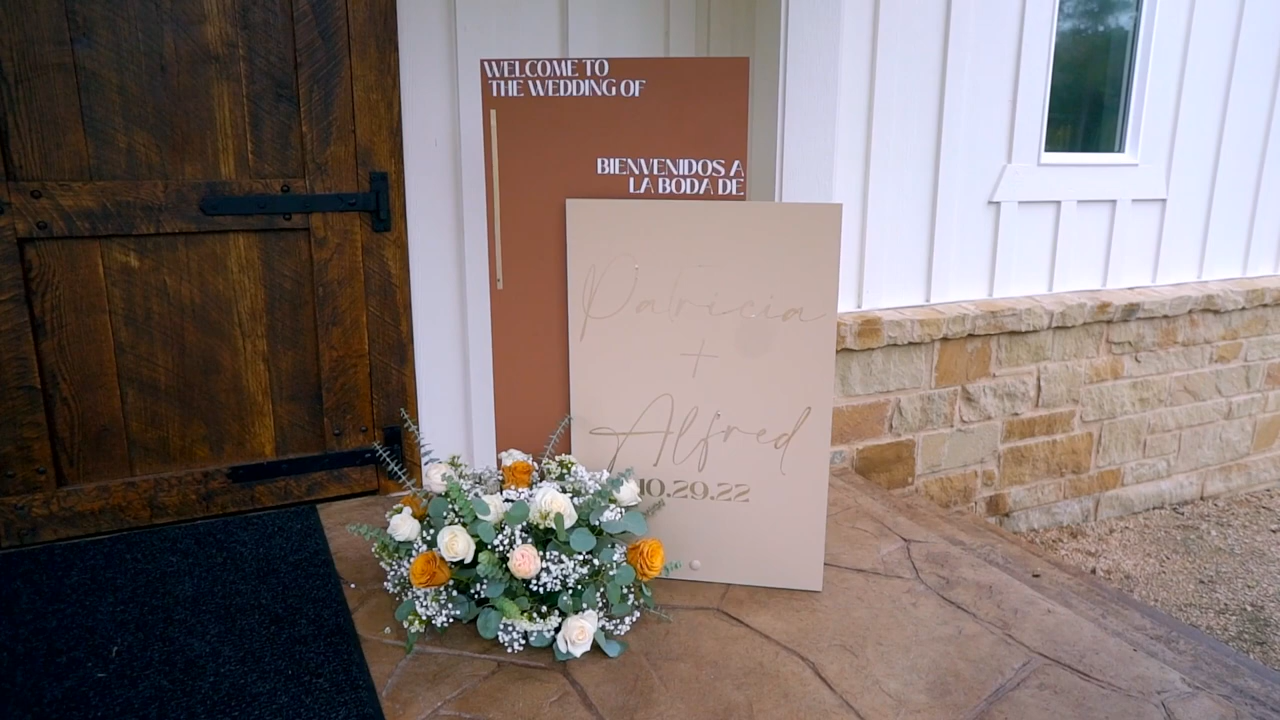 WELCOME TO
THE WEDDING OF
BIENVENIDOS A
LA BODA DE
Patricia
+
Alfred
10.29.22